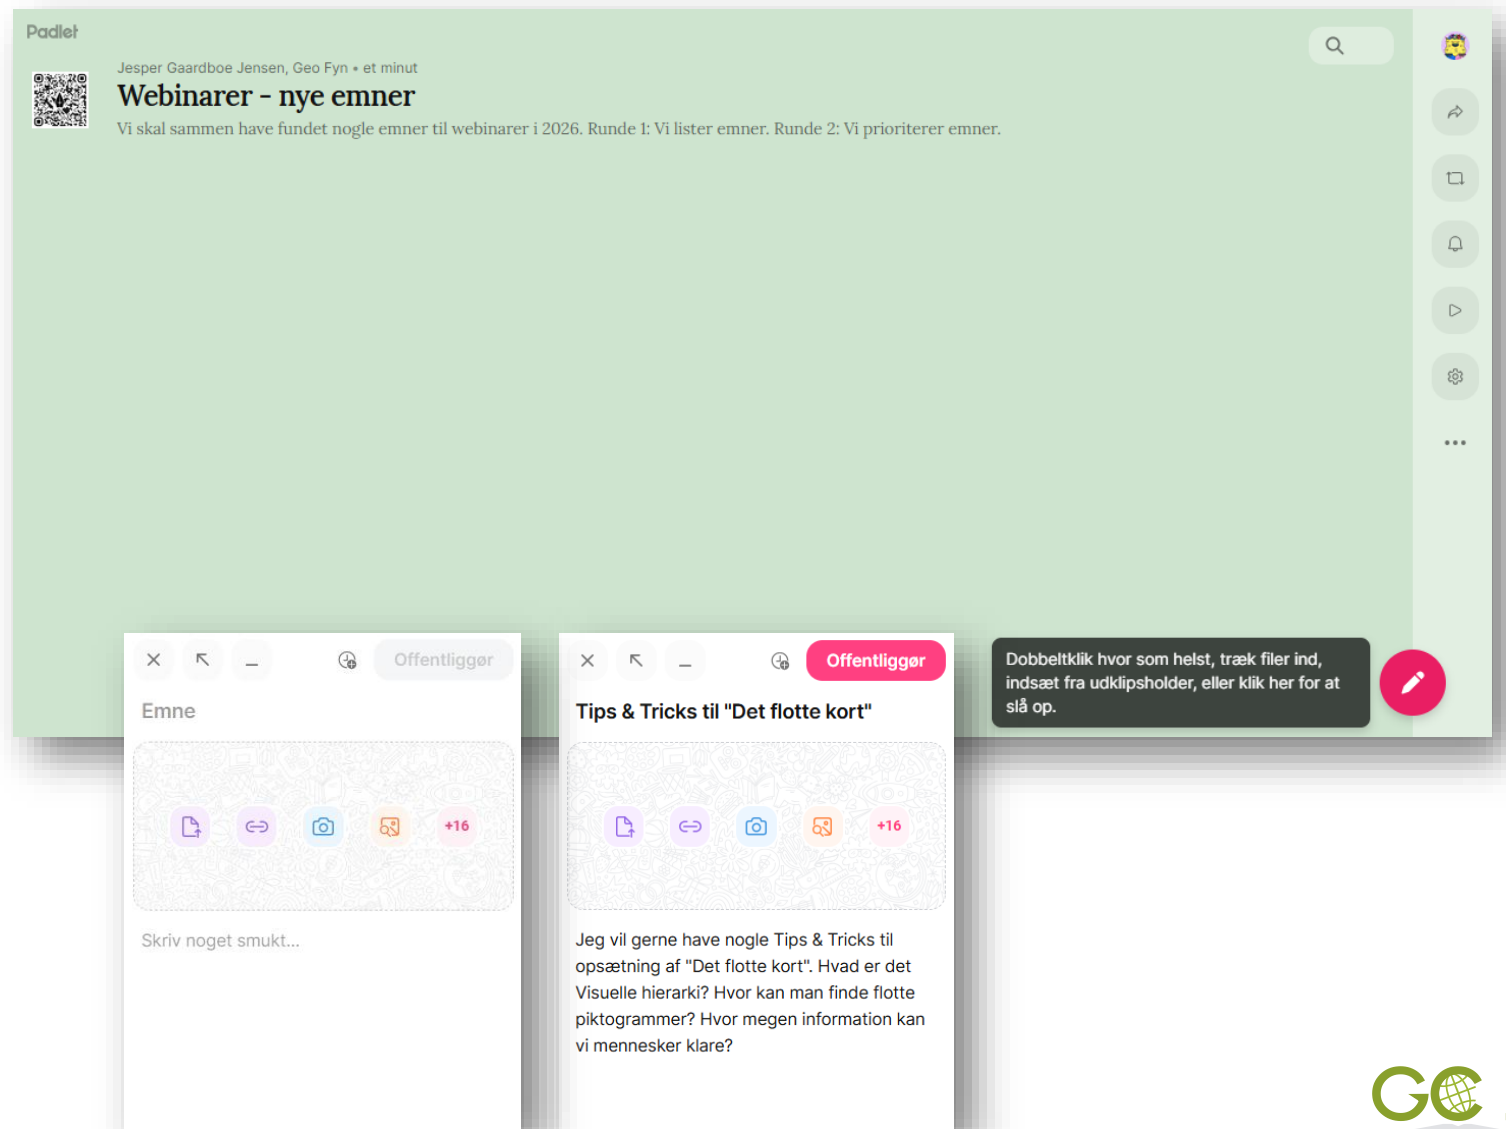 Padlet
Jesper Gaardboe Jensen, Geo Fyn • et minut
Webinarer - nye emner
Vi skal sammen have fundet nogle emner til webinarer i 2026. Runde 1: Vi lister emner. Runde 2: Vi prioriterer emner.
Offentliggør
Emne
+16
Skriv noget smukt...
Offentliggør
Tips & Tricks til "Det flotte kort"
+16
Jeg vil gerne have nogle Tips & Tricks til
opsætning af "Det flotte kort". Hvad er det
Visuelle hierarki? Hvor kan man finde flotte
piktogrammer? Hvor megen information kan
vi mennesker klare?
Dobbeltklik hvor som helst, træk filer ind,
indsæt fra udklipsholder, eller klik her for at
slå op.
GC